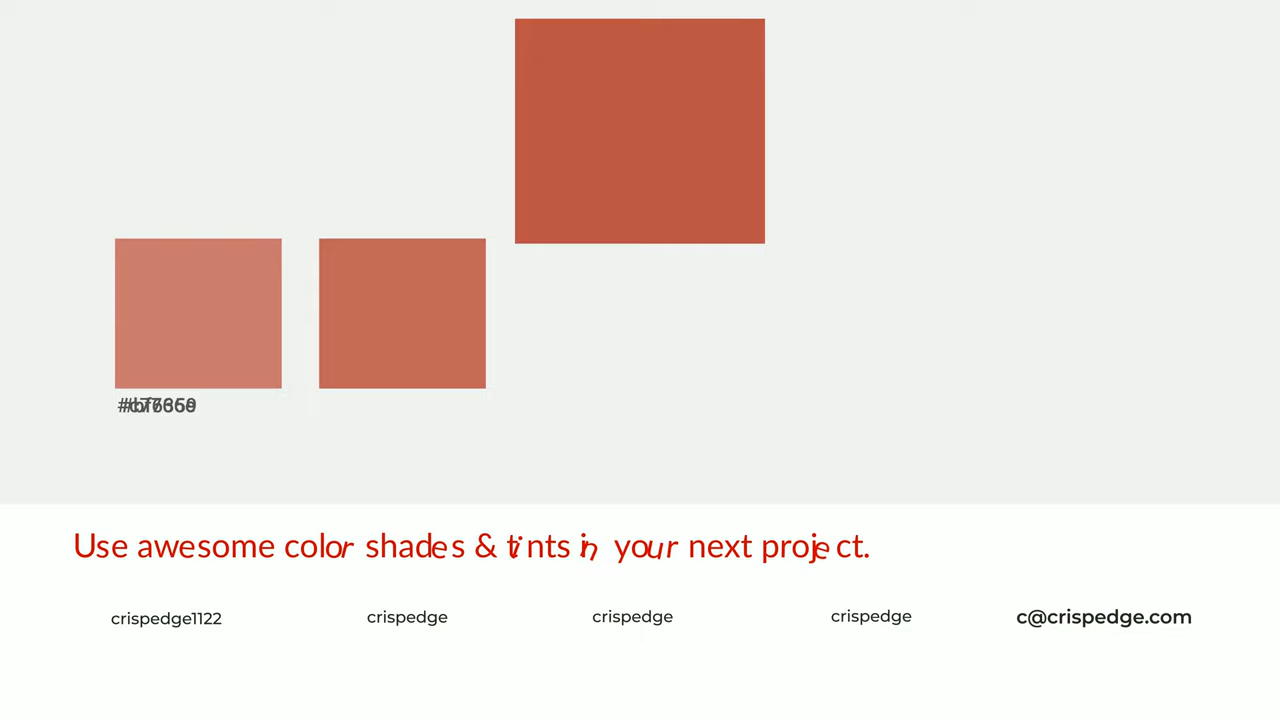 Use awesome color shades & tints in your next project.
crispedge1122 crispedge crispedge crispedge c@crispedge.com